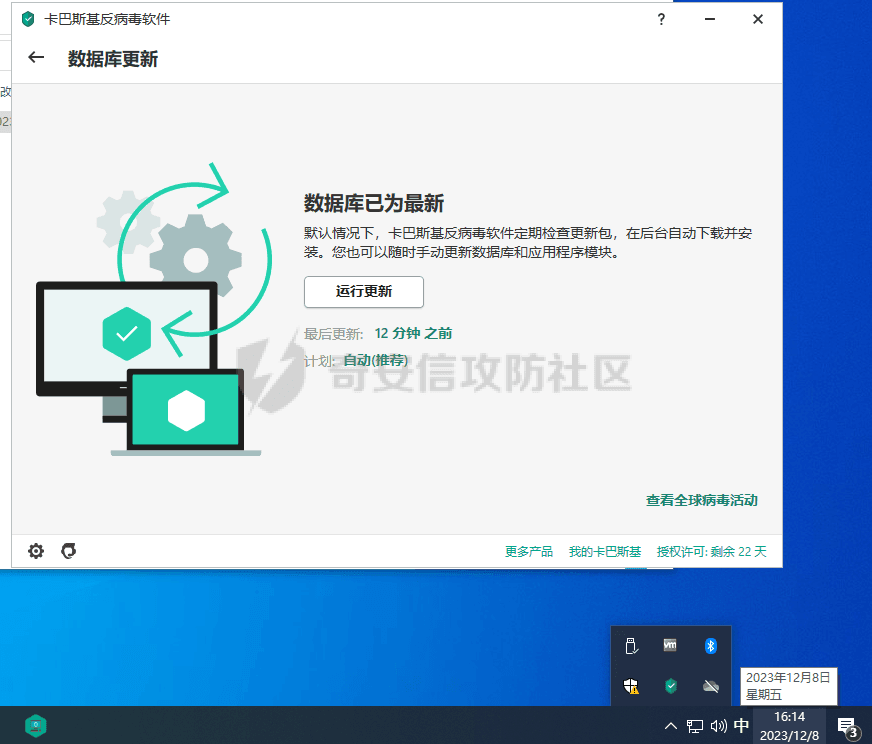 卡巴斯基反病毒软件
?
数据库更新
改
023
数据库已为最新
默认情况下，卡巴斯基反病毒软件定期检查更新包，在后台自动下载并安
装。您也可以随时手动更新数据库和应用程序模块。
运行更新
最后更新: 12 分钟 之前
计划: 自动(推荐)
奇安信攻防社区
查看全球病毒活动
更多产品 我的卡巴斯基 授权许可: 剩余 22 天
vm
2023年12月8日
星期五
中 16:14
2023/12/8
3